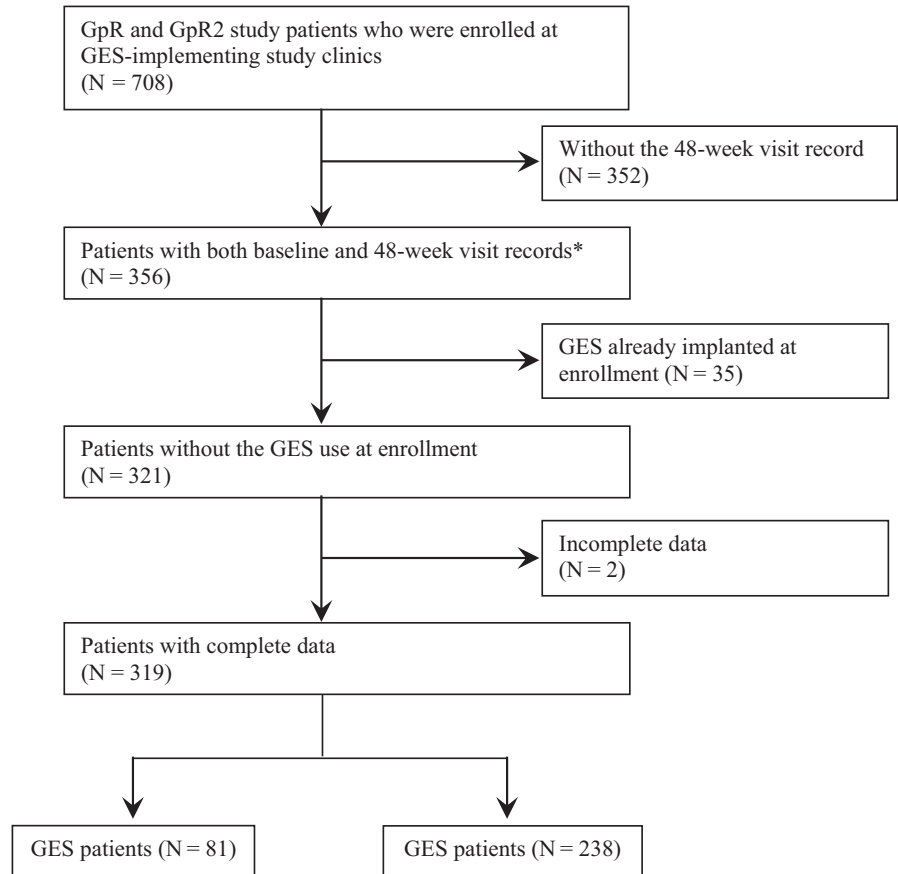 GpR and GpR2 study patients who were enrolled at
GES-implementing study clinics
(N = 708)
Without the 48-week visit record
(N = 352)
Patients with both baseline and 48-week visit records*
(N = 356)
GES already implanted at
enrollment (N = 35)
Patients without the GES use at enrollment
(N = 321)
Incomplete data
(N = 2)
Patients with complete data
(N = 319)
GES patients (N = 81)
GES patients (N = 238)